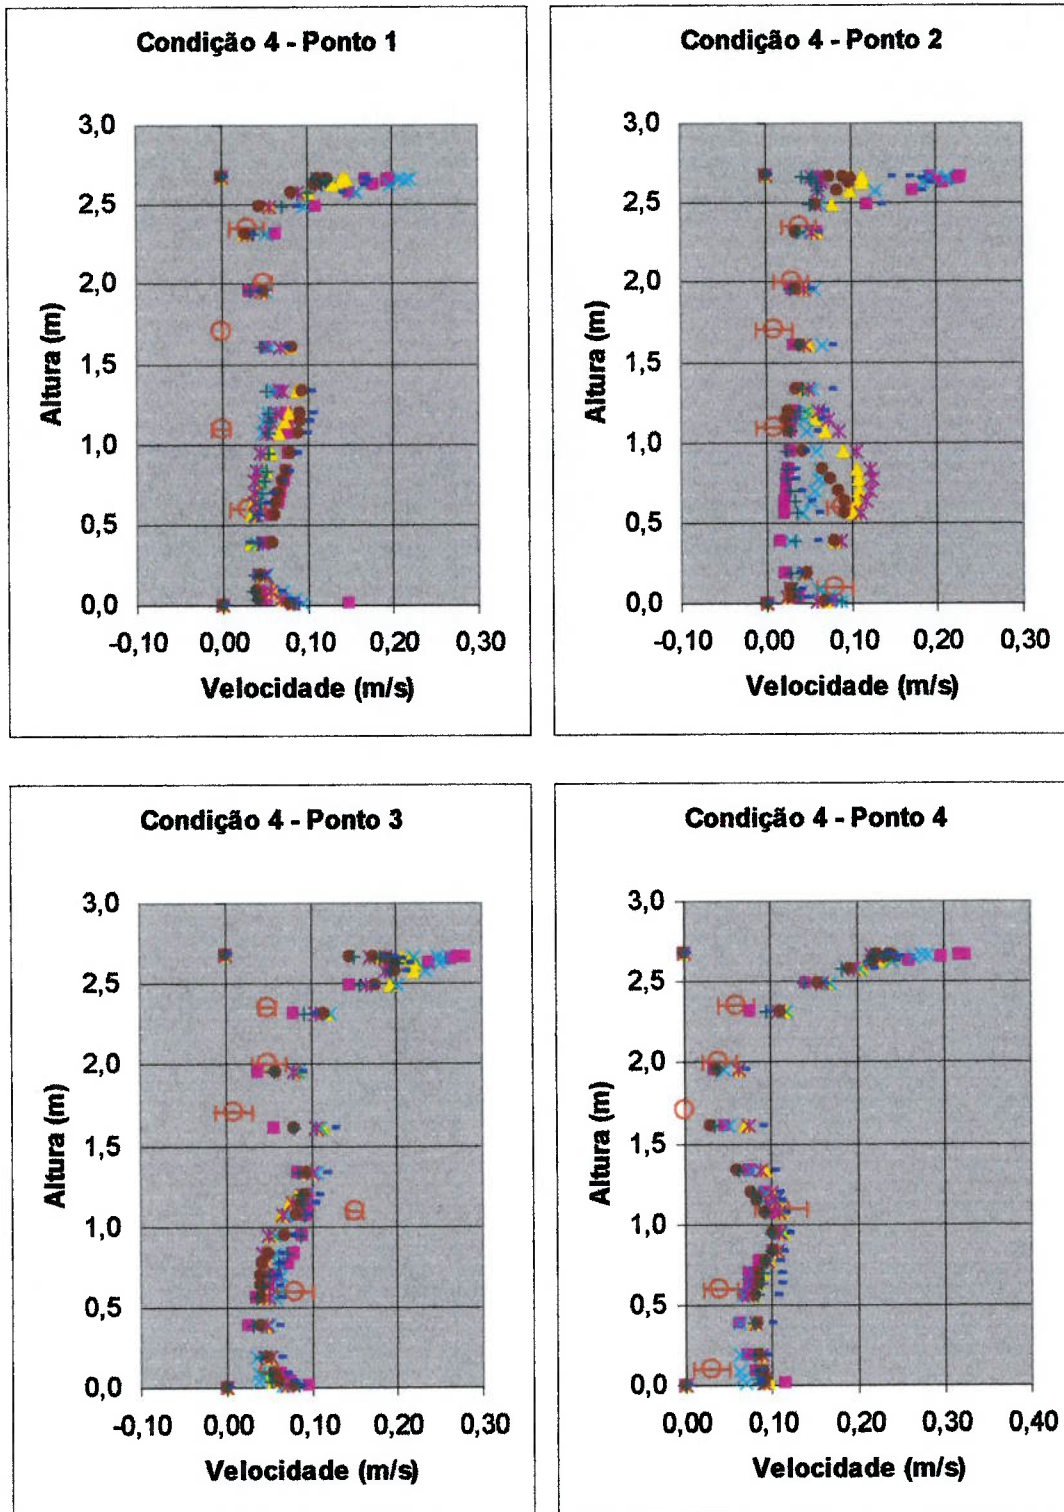 Condição 4 - Ponto 1
3,0
2,5
2,0
1,5
1,0
0,5
0,0
Altura (m)
-0,10 0,00 0,10 0,20 0,30
Velocidade (m/s)
Condição 4 - Ponto 2
3,0
2,5
2,0
1,5
1,0
0,5
0,0
Altura (m)
-0,10 0,00 0,10 0,20 0,30
Velocidade (m/s)
Condição 4 - Ponto 3
3,0
2,5
2,0
1,5
1,0
0,5
0,0
Altura (m)
-0,10 0,00 0,10 0,20 0,30
Velocidade (m/s)
Condição 4 - Ponto 4
3,0
2,5
2,0
1,5
1,0
0,5
0,0
Altura (m)
0,00 0,10 0,20 0,30 0,40
Velocidade (m/s)